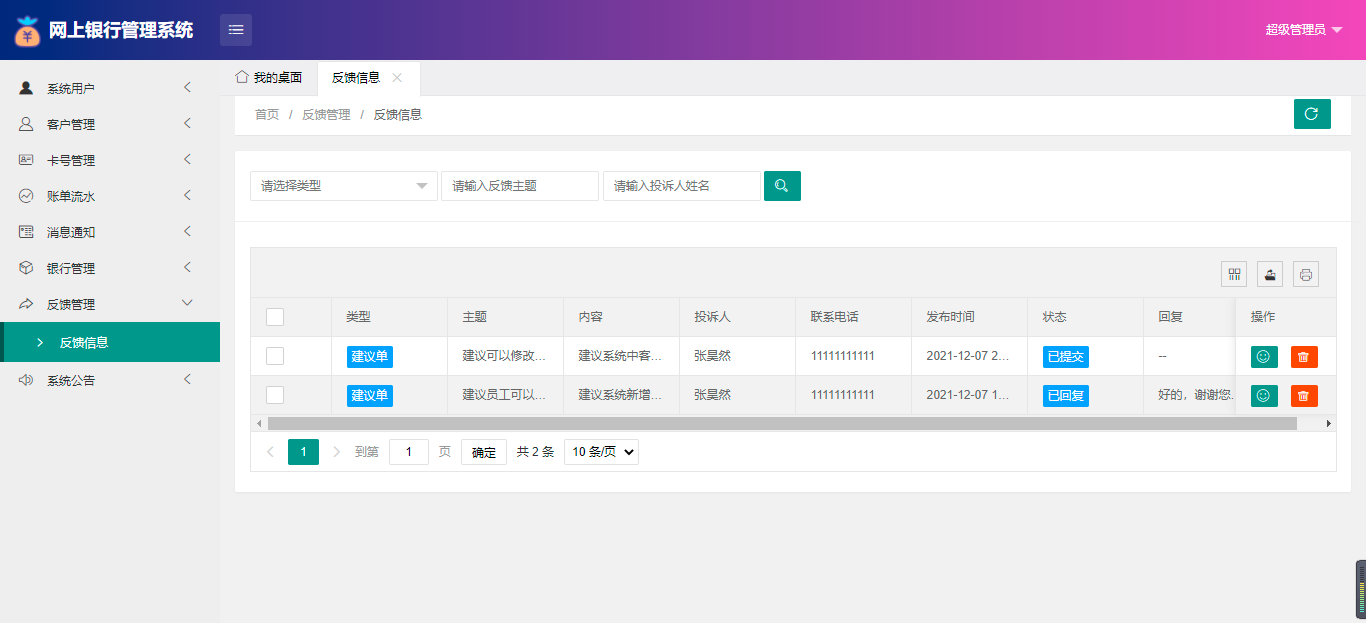 网上银行管理系统
超级管理员
系统用户
客户管理
卡号管理
账单流水
消息通知
银行管理
反馈管理
反馈信息
系统公告
我的桌面 反馈信息
首页 / 反馈管理 / 反馈信息
请选择类型 请输入反馈主题 请输入投诉人姓名
类型 主题 内容 投诉人 联系电话 发布时间 状态 回复 操作
建议单 建议可以修改... 建议系统中客... 张昊然 11111111111 2021-12-07 2... 已提交 --
建议单 建议员工可以... 建议系统新增... 张昊然 11111111111 2021-12-07 1... 已回复 好的，谢谢您.
1 到第 1 页 确定 共 2 条 10 条/页